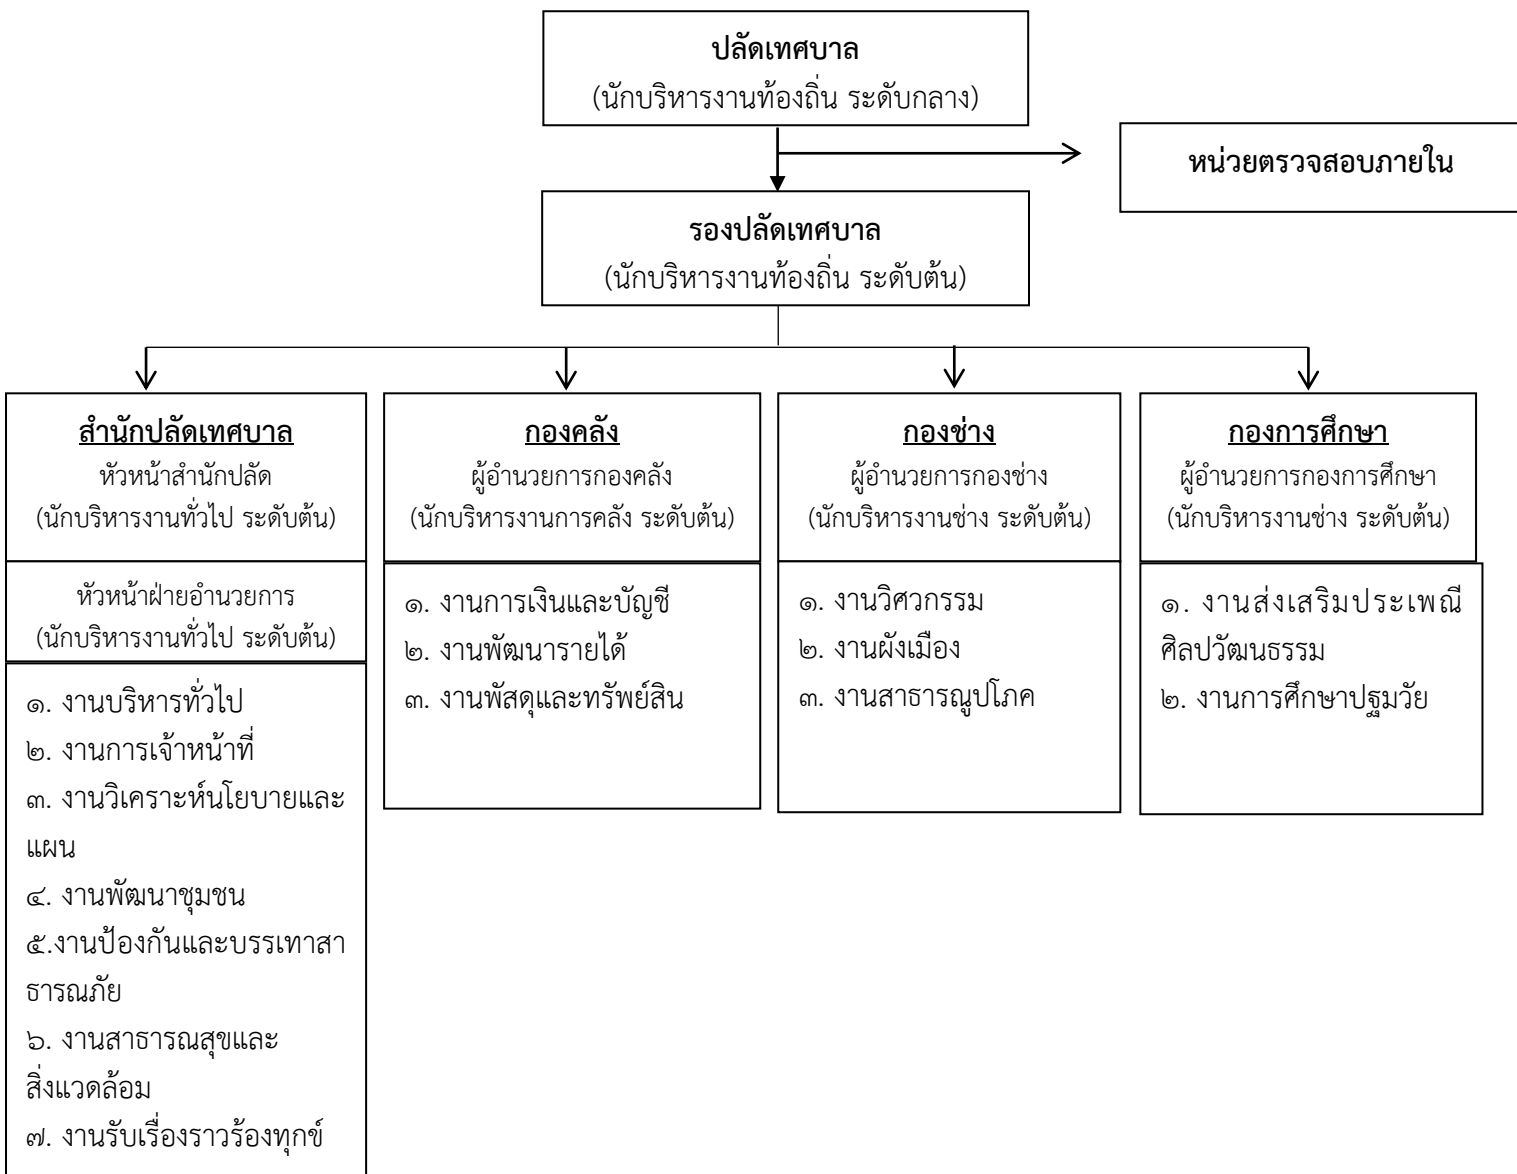 ปลัดเทศบาล
(นักบริหารงานท้องถิ่น ระดับกลาง)
หน่วยตรวจสอบภายใน
รองปลัดเทศบาล
(นักบริหารงานท้องถิ่น ระดับต้น)
สำนักปลัดเทศบาล
หัวหน้าสำนักปลัด
(นักบริหารงานทั่วไป ระดับต้น)
หัวหน้าฝ่ายอำนวยการ
(นักบริหารงานทั่วไป ระดับต้น)
๑. งานบริหารทั่วไป
๒. งานการเจ้าหน้าที่
๓. งานวิเคราะห์นโยบายและ
แผน
๔. งานพัฒนาชุมชน
๕.งานป้องกันและบรรเทาสา
ธารณภัย
๖. งานสาธารณสุขและ
สิ่งแวดล้อม
๗. งานรับเรื่องราวร้องทุกข์
กองคลัง
ผู้อำนวยการกองคลัง
(นักบริหารงานการคลัง ระดับต้น)
๑. งานการเงินและบัญชี
๒. งานพัฒนารายได้
๓. งานพัสดุและทรัพย์สิน
กองช่าง
ผู้อำนวยการกองช่าง
(นักบริหารงานช่าง ระดับต้น)
๑. งานวิศวกรรม
๒. งานผังเมือง
๓. งานสาธารณูปโภค
กองการศึกษา
ผู้อำนวยการกองการศึกษา
(นักบริหารงานช่าง ระดับต้น)
๑. งานส่งเสริมประเพณี
ศิลปวัฒนธรรม
๒. งานการศึกษาปฐมวัย